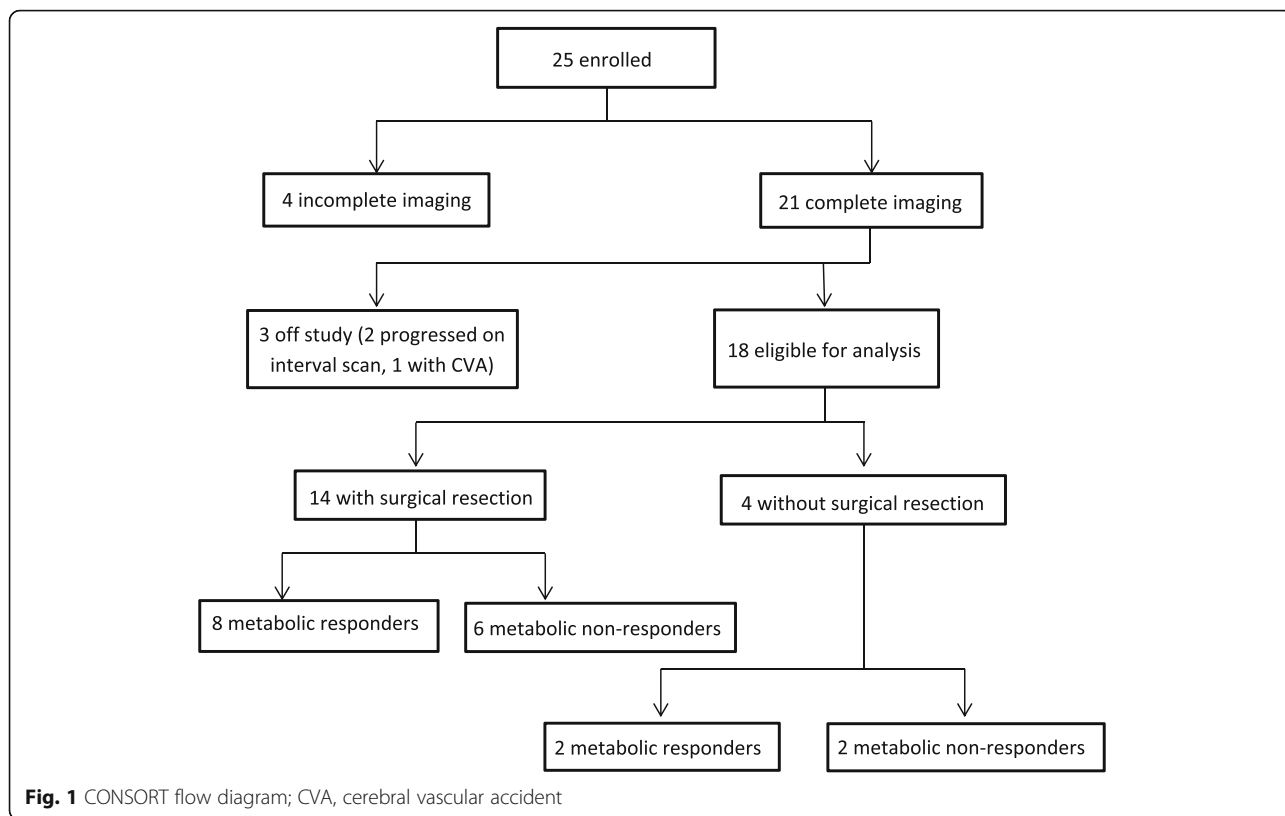 25 enrolled
4 incomplete imaging
21 complete imaging
3 off study (2 progressed on
interval scan, 1 with CVA)
18 eligible for analysis
14 with surgical resection
4 without surgical resection
8 metabolic responders
6 metabolic non-responders
2 metabolic responders
2 metabolic non-responders
Fig. 1 CONSORT flow diagram; CVA, cerebral vascular accident